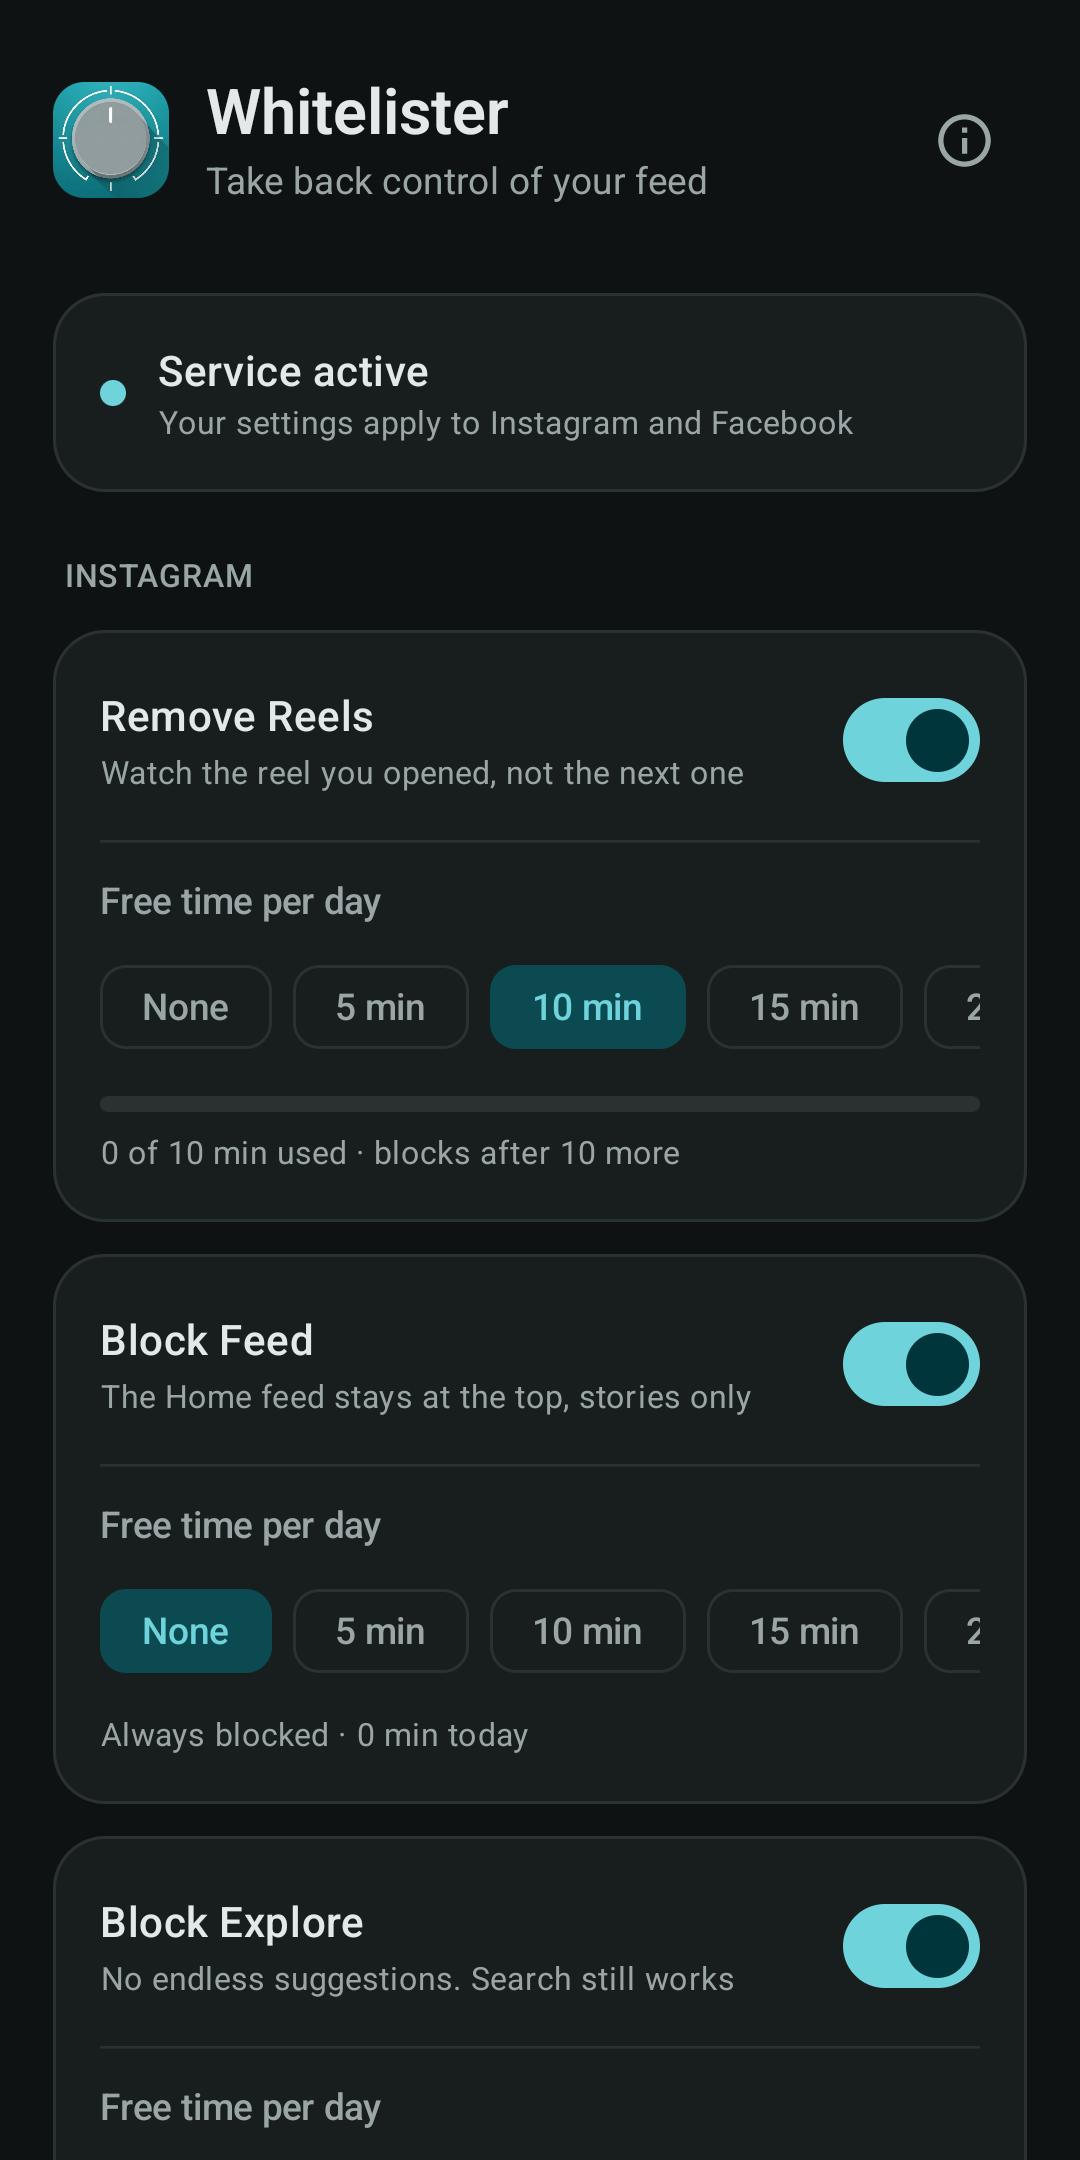 Whitelister
Take back control of your feed
Service active
Your settings apply to Instagram and Facebook
INSTAGRAM
Remove Reels
Watch the reel you opened, not the next one
Free time per day
None
5 min
10 min
15 min
2
0 of 10 min used · blocks after 10 more
Block Feed
The Home feed stays at the top, stories only
Free time per day
None
5 min
10 min
15 min
2
Always blocked · 0 min today
Block Explore
No endless suggestions. Search still works
Free time per day